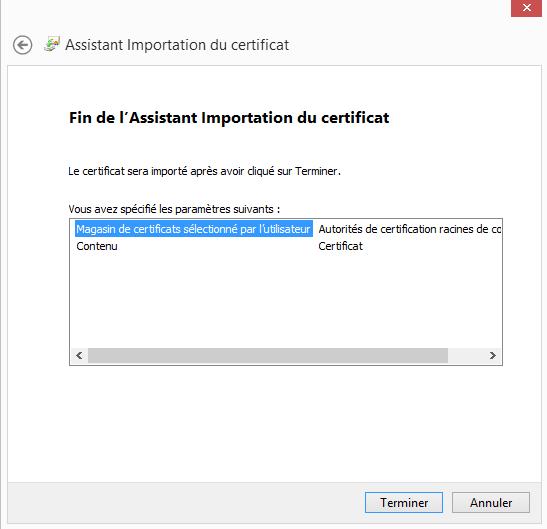 Assistant Importation du certificat
Fin de l'Assistant Importation du certificat
Le certificat sera importé après avoir cliqué sur Terminer.
Vous avez spécifié les paramètres suivants :
Magasin de certificats sélectionné par l'utilisateur Autorités de certification racines de co
Contenu Certificat
Terminer Annuler